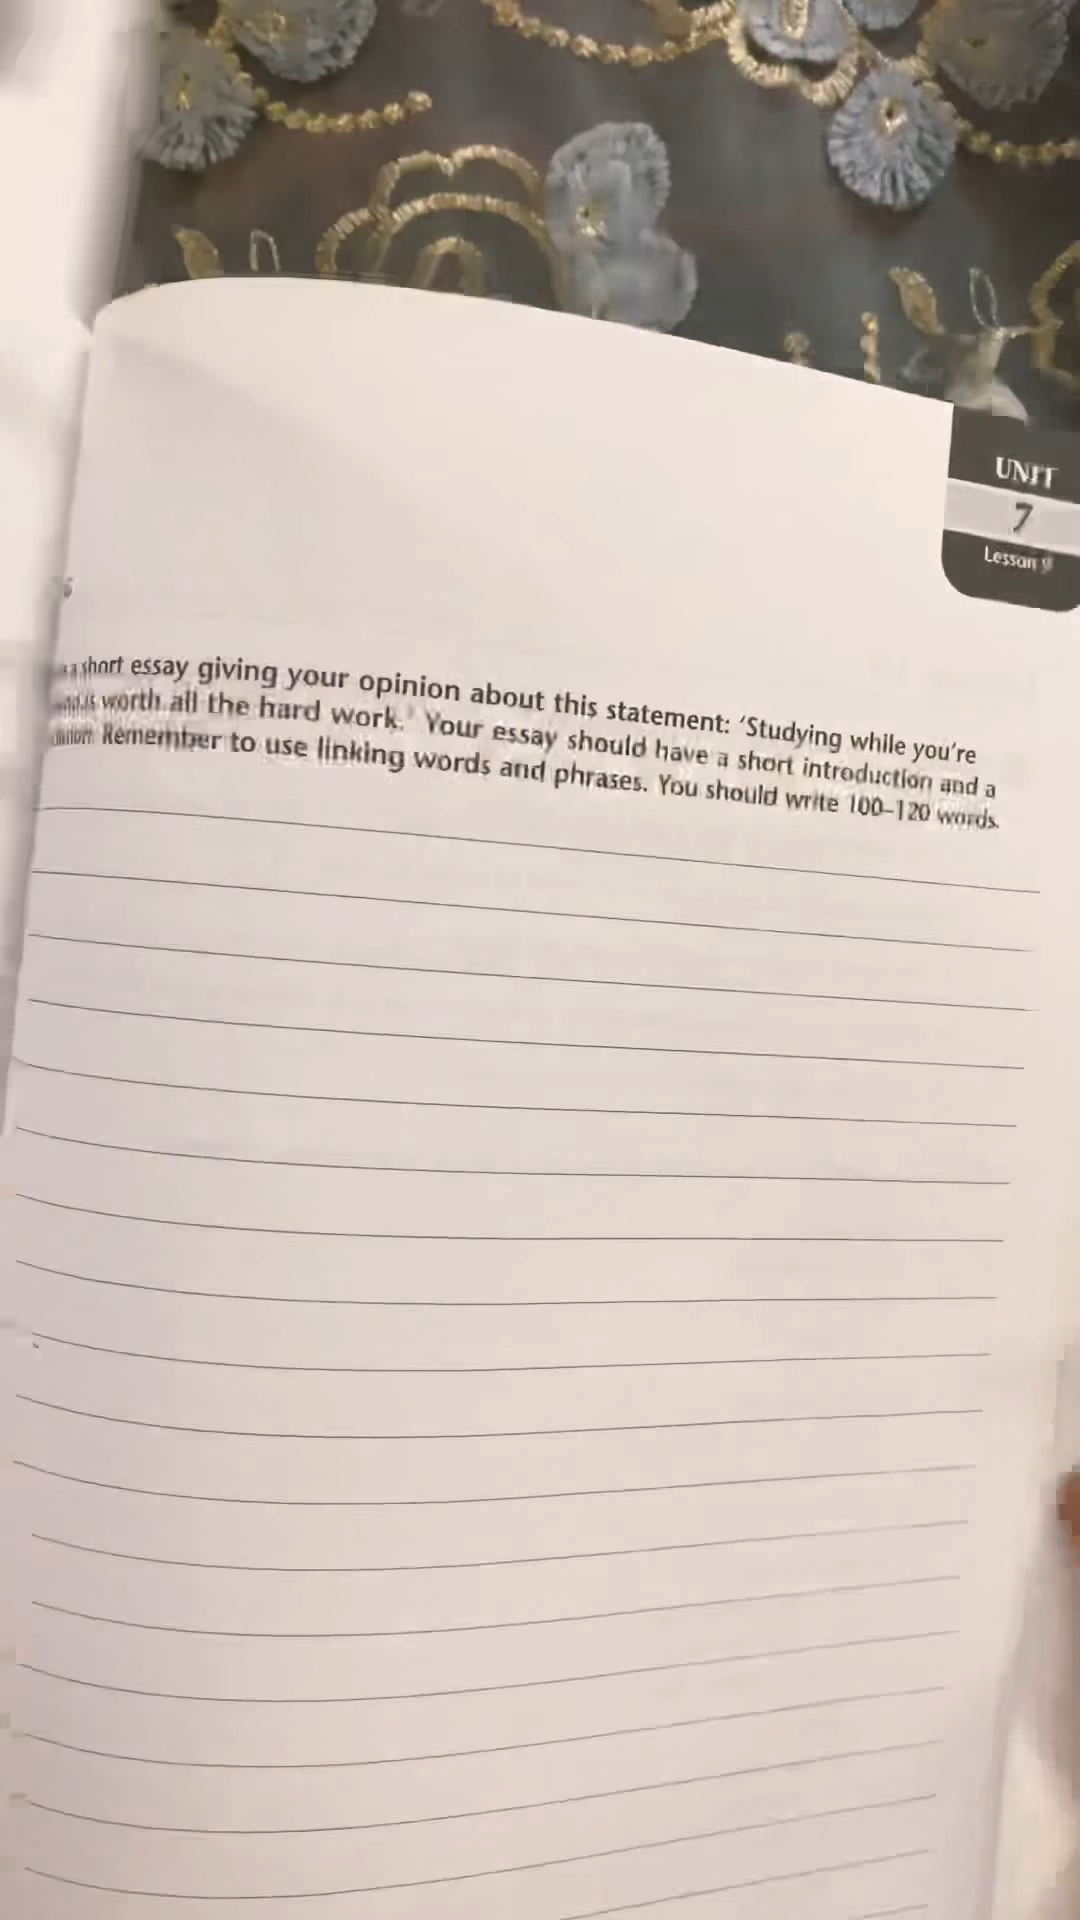 UNIT
7
Lesson 9
short essay giving your opinion about this statement: 'Studying while you're
worth all the hard work.' Your essay should have a short introduction and a
Remember to use linking words and phrases. You should write 100–120 words.